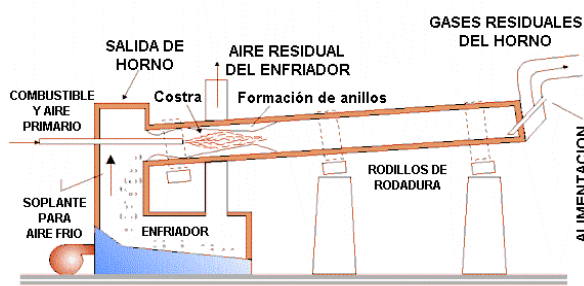 GASES RESIDUALES
DEL HORNO
SALIDA DE
HORNO
AIRE RESIDUAL
DEL ENFRIADOR
COMBUSTIBLE
Y AIRE
PRIMARIO
Costra
Formación de anillos
ALIMENTACION
RODILLOS DE
RODADURA
SOPLANTE
PARA
AIRE FRIO
ENFRIADOR